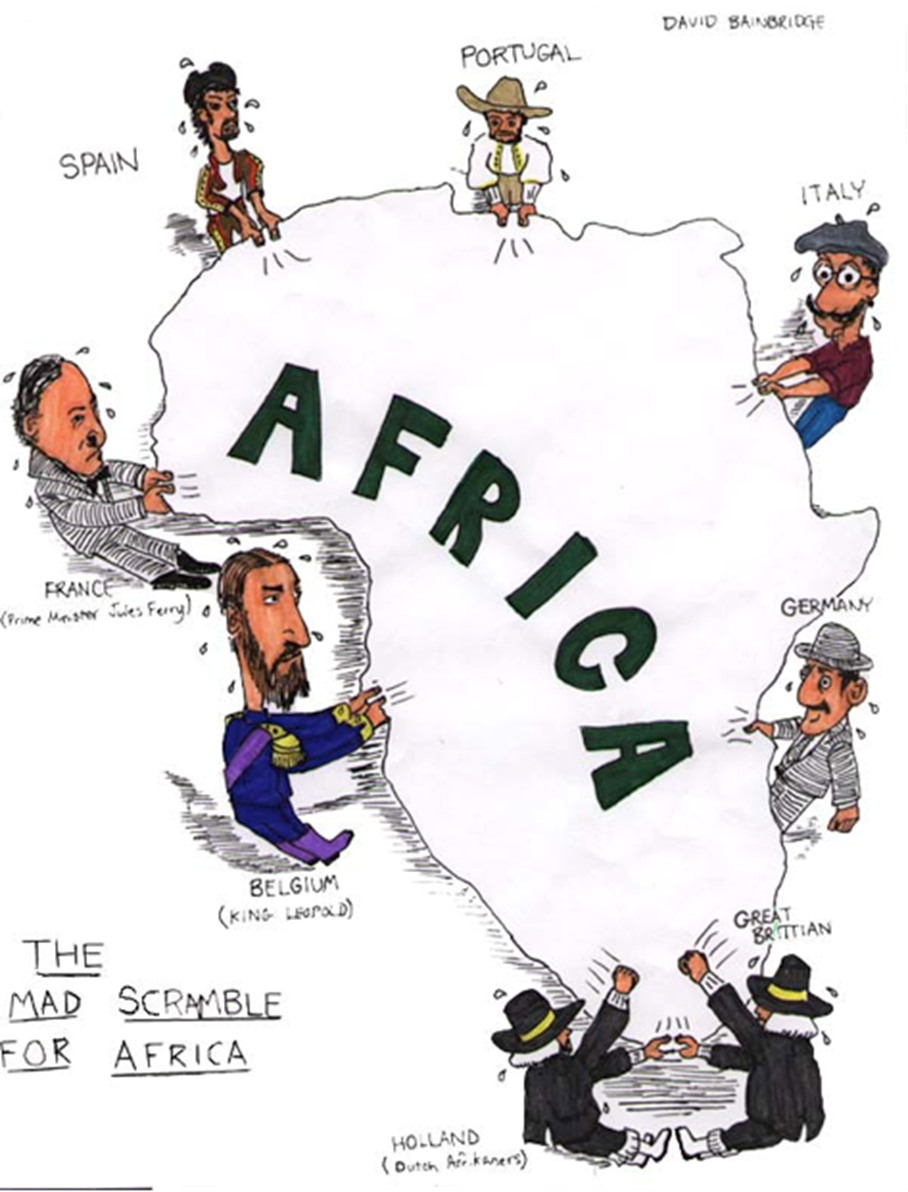 DAVID BAINBRIDGE
PORTUGAL
SPAIN
ITALY
AFRICA
FRANCE
(Prime Minister Jules Ferry)
GERMANY
BELGIUM
(KING LEOPOLD)
GREAT
BRITTIAN
THE
MAD SCRAMBLE
FOR AFRICA
HOLLAND
(Dutch Afrikaners)